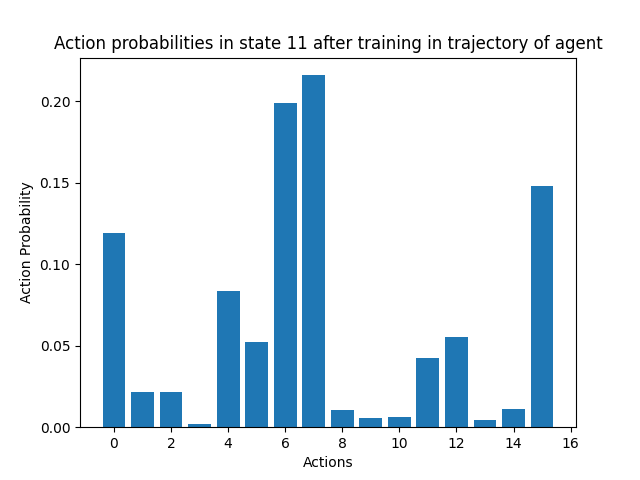 Action probabilities in state 11 after training in trajectory of agent
0.20
0.15
0.10
0.05
0.00
Action Probability
0 2 4 6 8 10 12 14 16
Actions